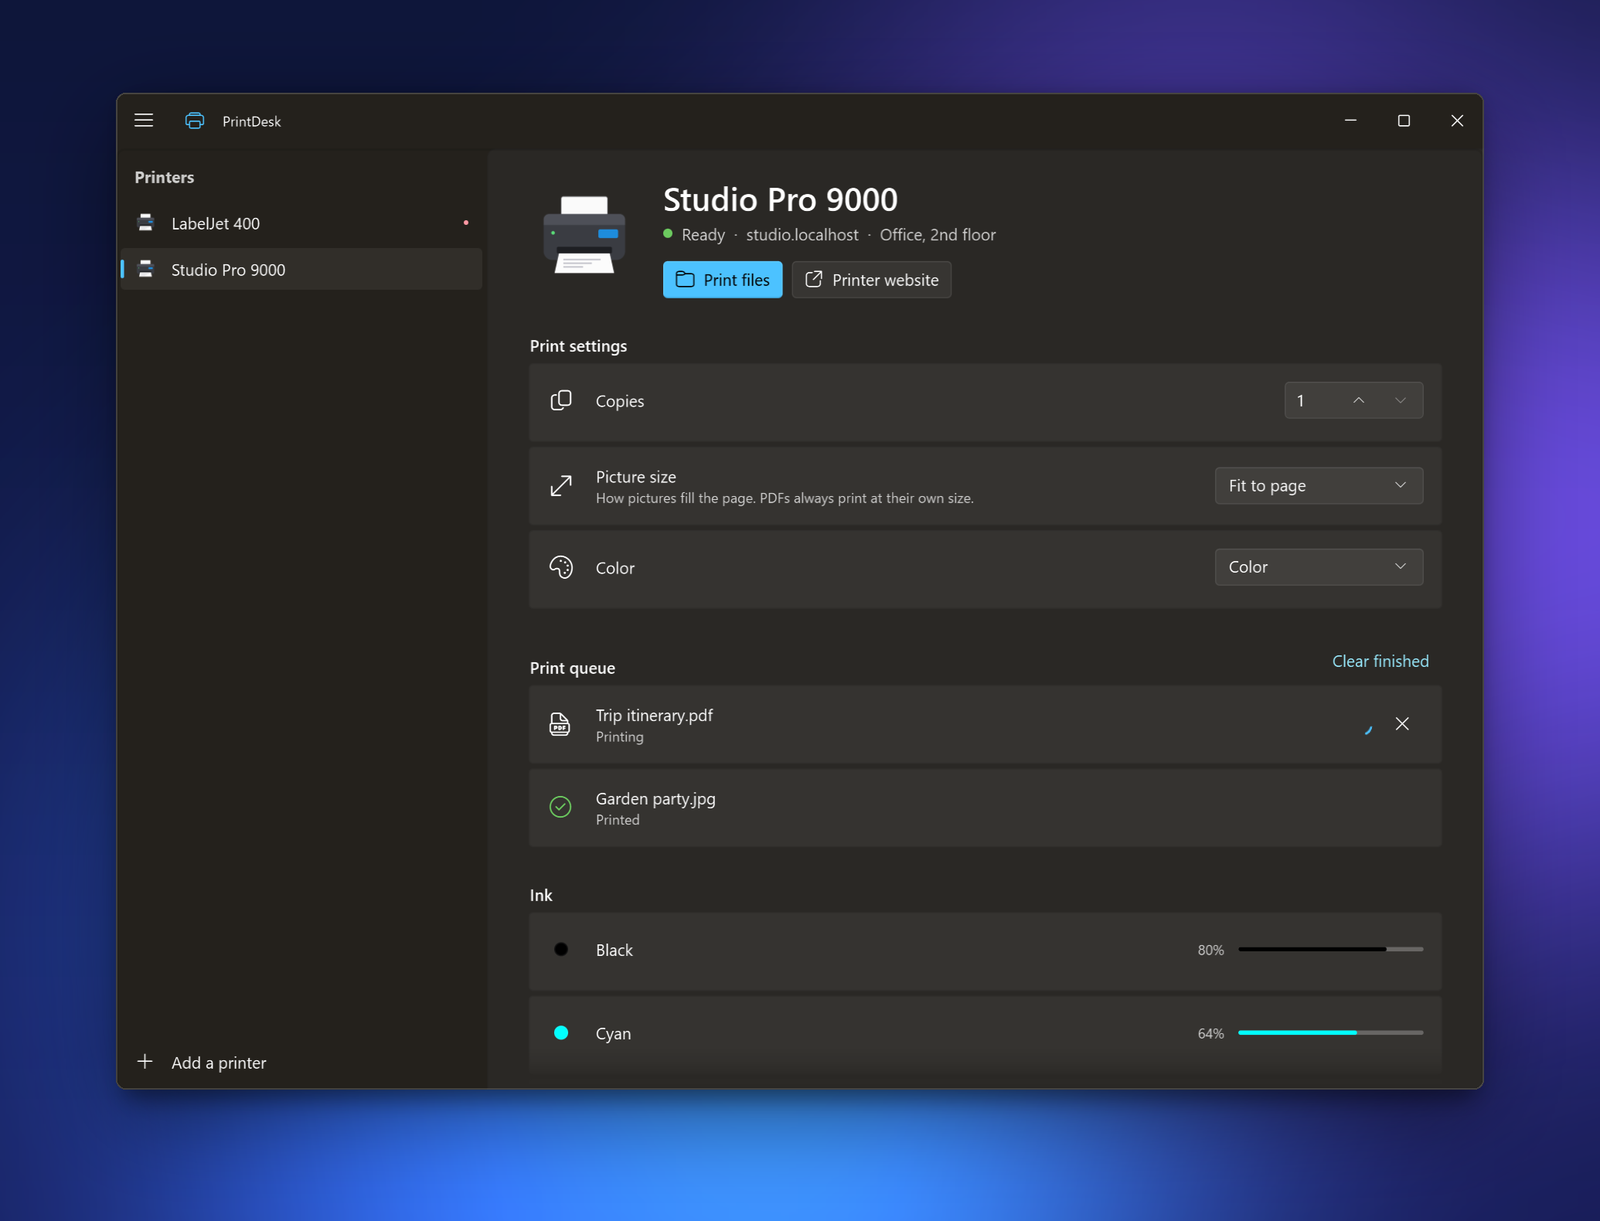 PrintDesk
Printers
LabelJet 400
Studio Pro 9000
Add a printer
Studio Pro 9000
Ready · studio.localhost · Office, 2nd floor
Print files
Printer website
Print settings
Copies
1
Picture size
How pictures fill the page. PDFs always print at their own size.
Fit to page
Color
Color
Print queue
Clear finished
PDF
Trip itinerary.pdf
Printing
Garden party.jpg
Printed
Ink
Black
80%
Cyan
64%